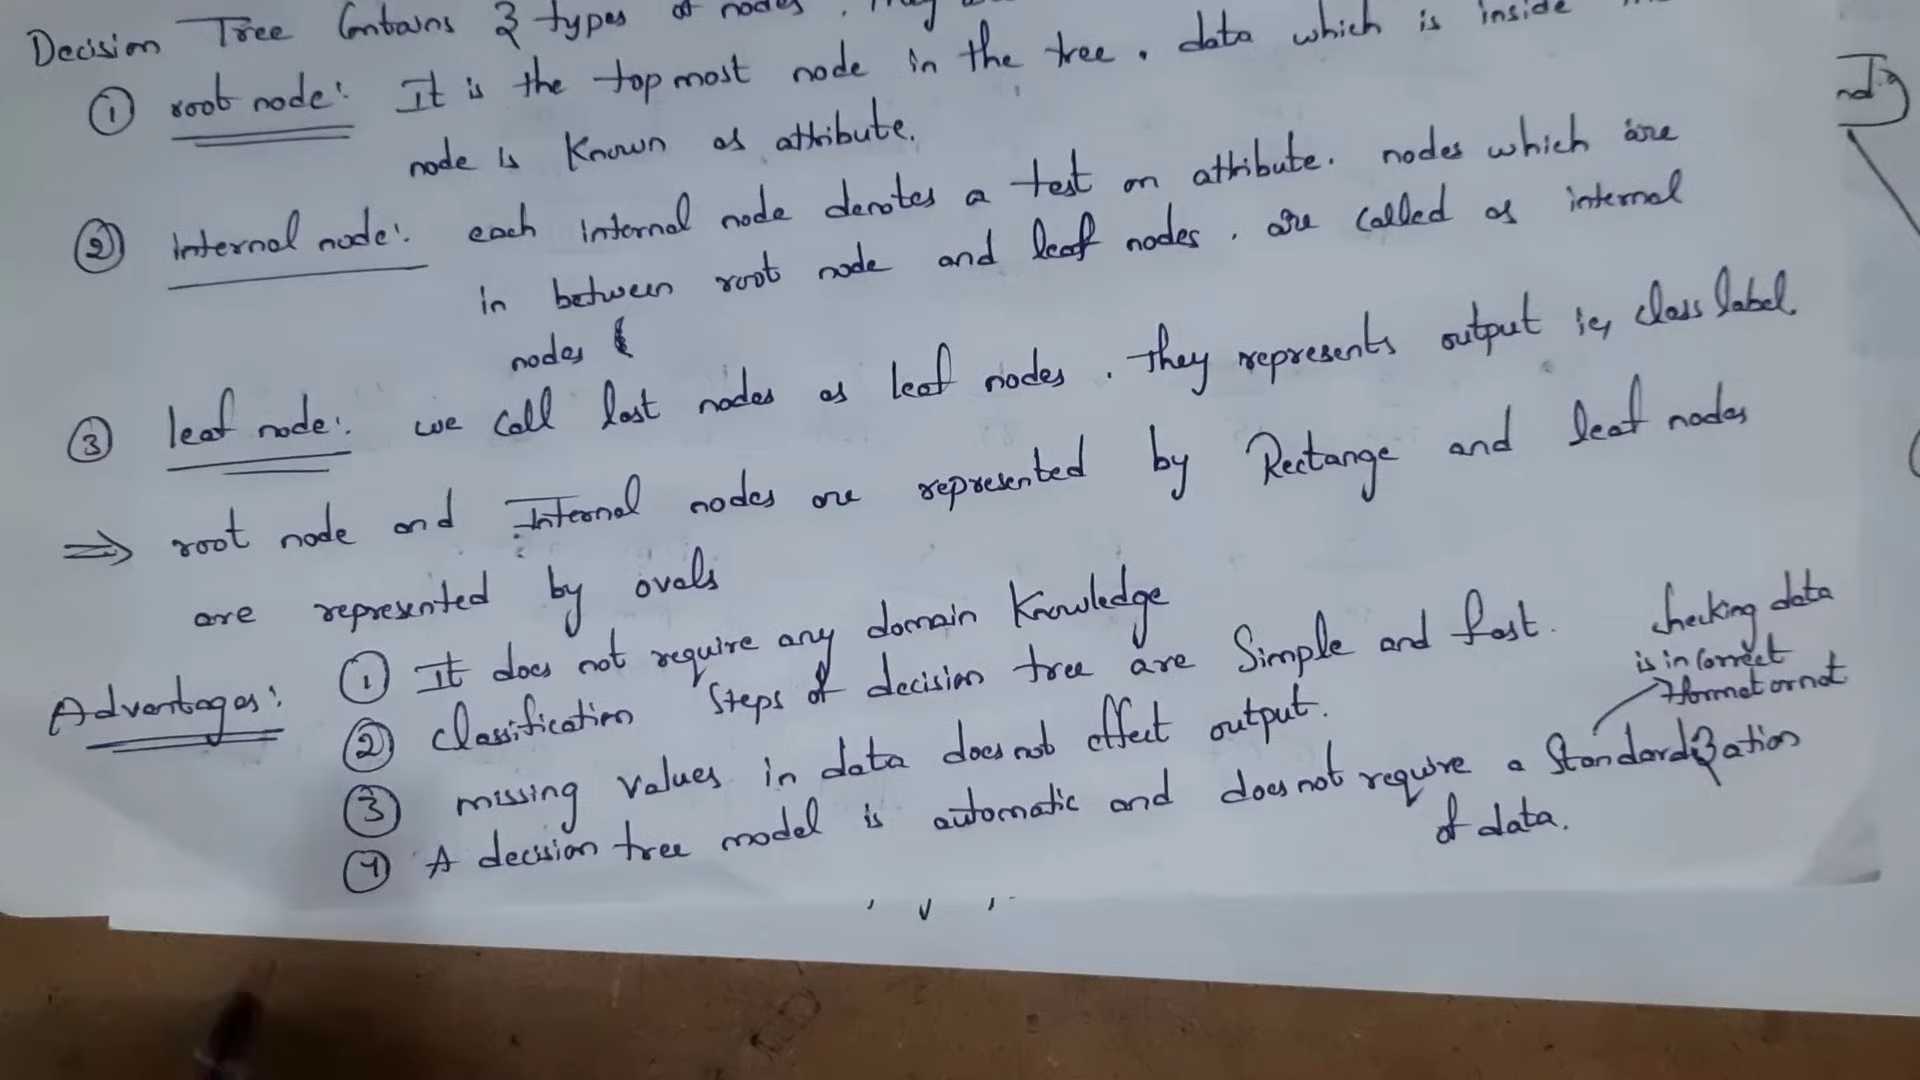 Decision Tree Contains 3 types of nodes. They
① root node: It is the top most node in the tree. data which is inside
node is known as attribute.
② internal node: each internal node denotes a test on attribute. nodes which are
in between root node and leaf nodes. are called as internal
nodes
③ leaf node: we call last nodes as leaf nodes. they represents output ie, class label.
⇒ root node and Internal nodes are represented by Rectange and leaf nodes
are represented by ovals
Advantages: ① It does not require any domain Knowledge
② classification steps of decision tree are Simple and fast.
③ missing values in data does not effect output.
④ A decision tree model is automatic and does not require a Standardization
of data.
checking data
is in correct
format or not